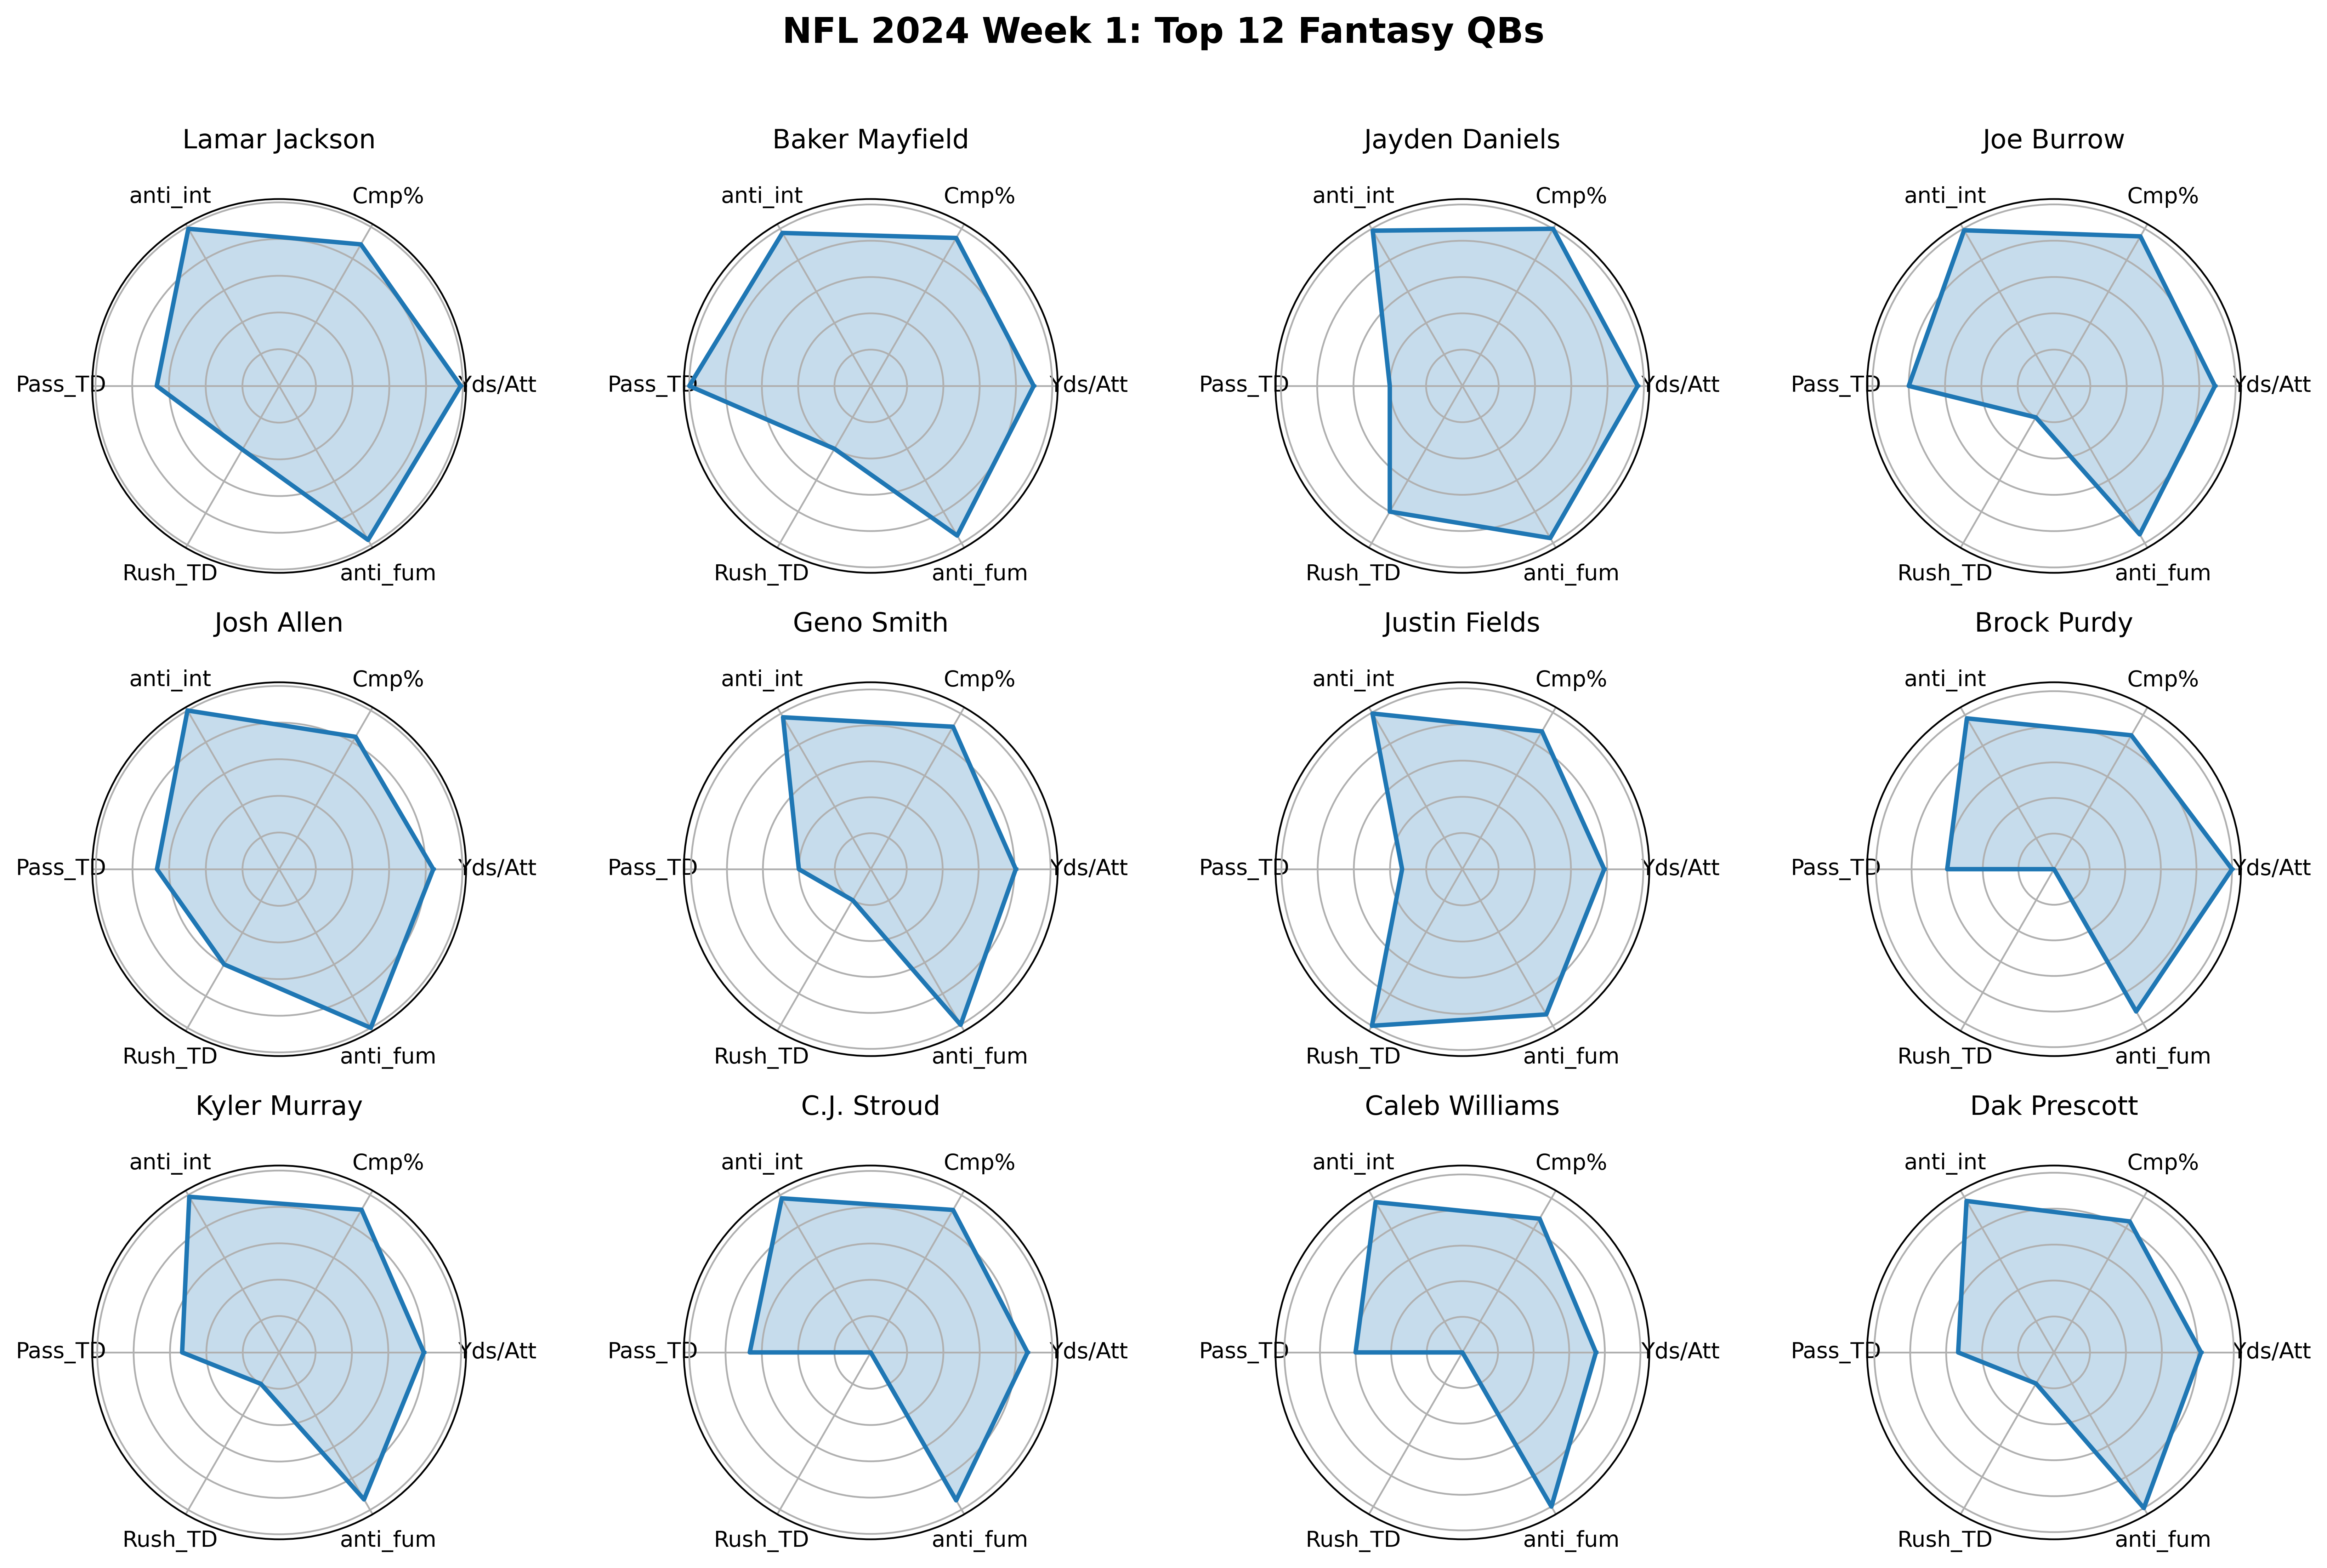 NFL 2024 Week 1: Top 12 Fantasy QBs
Lamar Jackson
anti_int
Cmp%
Pass_TD
Yds/Att
Rush_TD
anti_fum
Baker Mayfield
anti_int
Cmp%
Pass_TD
Yds/Att
Rush_TD
anti_fum
Jayden Daniels
anti_int
Cmp%
Pass_TD
Yds/Att
Rush_TD
anti_fum
Joe Burrow
anti_int
Cmp%
Pass_TD
Yds/Att
Rush_TD
anti_fum
Josh Allen
anti_int
Cmp%
Pass_TD
Yds/Att
Rush_TD
anti_fum
Geno Smith
anti_int
Cmp%
Pass_TD
Yds/Att
Rush_TD
anti_fum
Justin Fields
anti_int
Cmp%
Pass_TD
Yds/Att
Rush_TD
anti_fum
Brock Purdy
anti_int
Cmp%
Pass_TD
Yds/Att
Rush_TD
anti_fum
Kyler Murray
anti_int
Cmp%
Pass_TD
Yds/Att
Rush_TD
anti_fum
C.J. Stroud
anti_int
Cmp%
Pass_TD
Yds/Att
Rush_TD
anti_fum
Caleb Williams
anti_int
Cmp%
Pass_TD
Yds/Att
Rush_TD
anti_fum
Dak Prescott
anti_int
Cmp%
Pass_TD
Yds/Att
Rush_TD
anti_fum